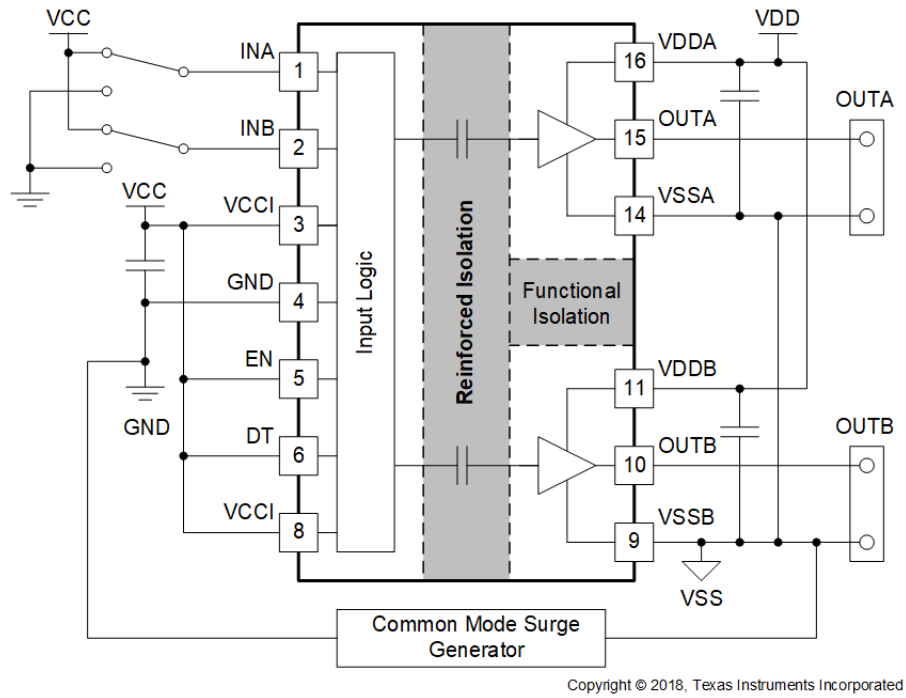 VCC
INA
1
INB
2
VCC
VCCI
3
GND
4
EN
5
GND
DT
6
VCCI
8
Input Logic
Reinforced Isolation
Functional
Isolation
16
VDDA
VDD
15
OUTA
OUTA
14
VSSA
11
VDDB
10
OUTB
OUTB
9
VSSB
VSS
Common Mode Surge
Generator
Copyright © 2018, Texas Instruments Incorporated